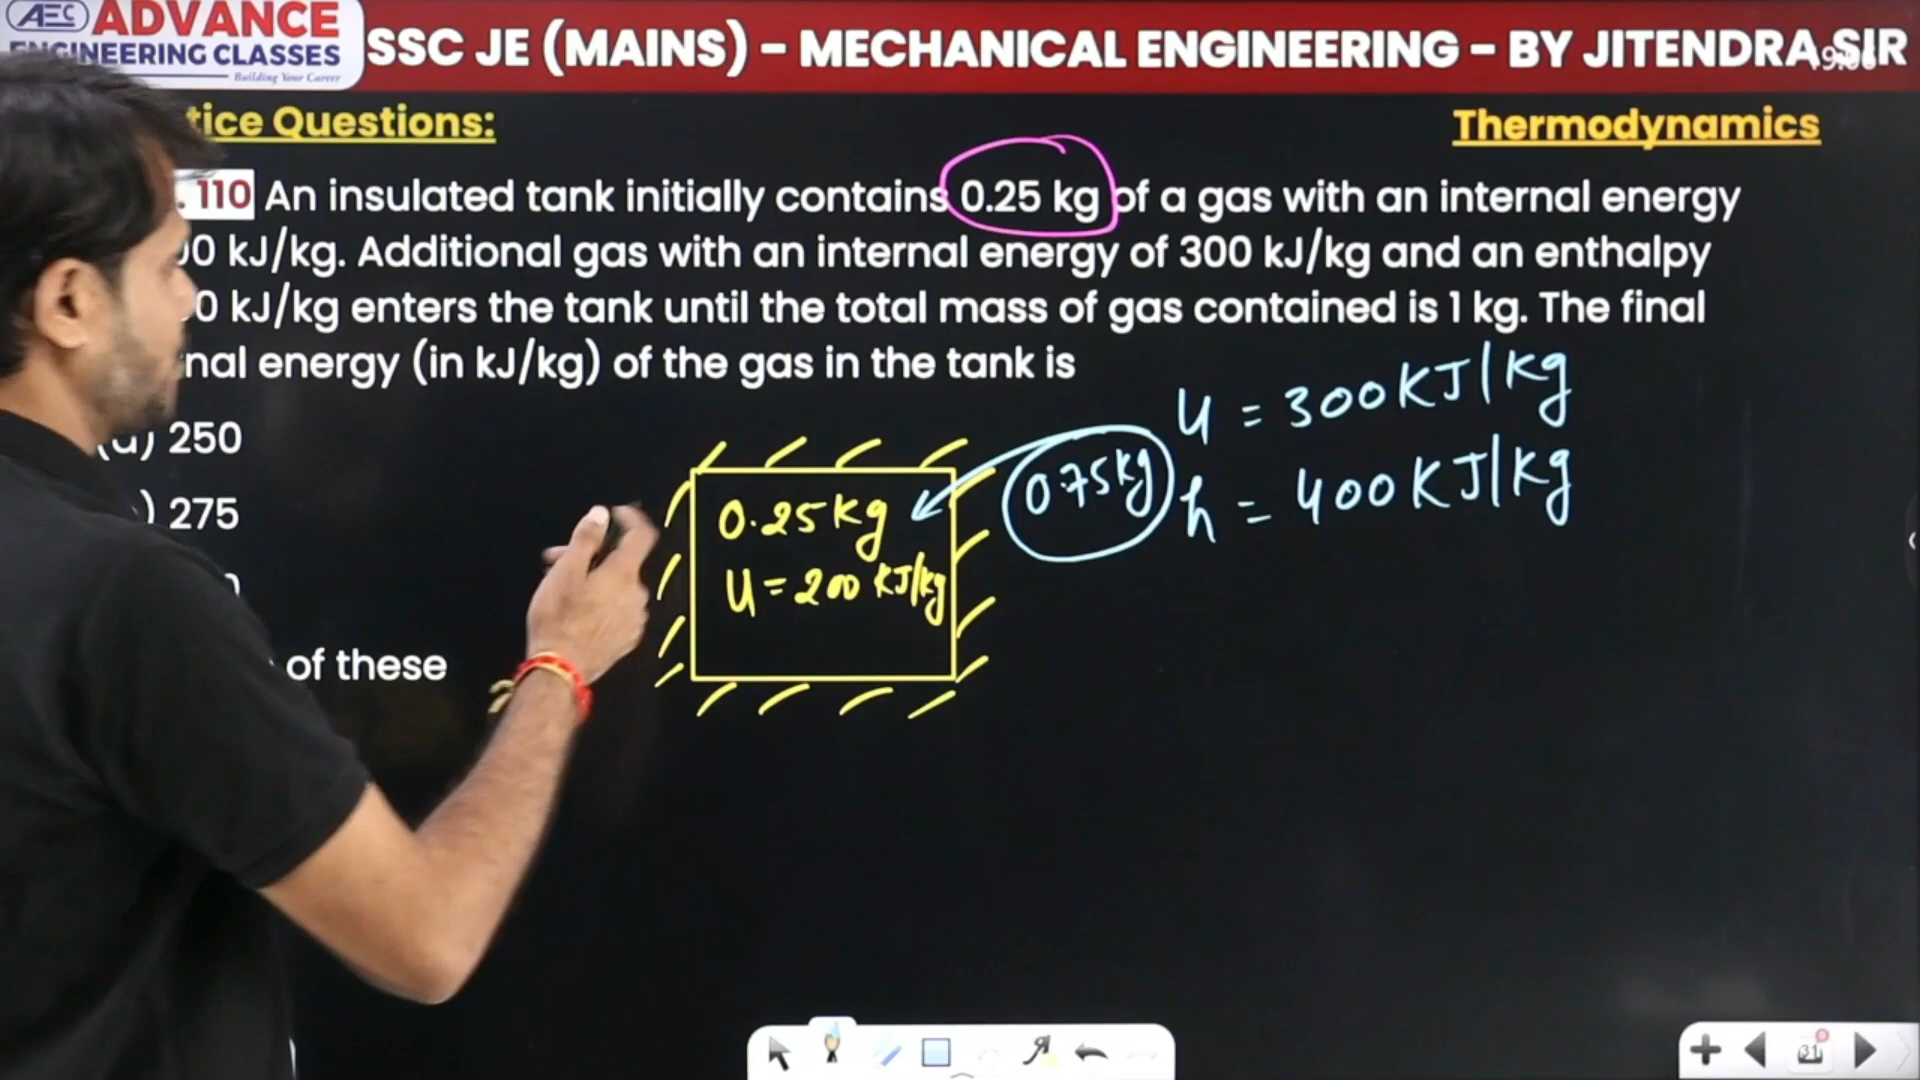 AEC ADVANCE
ENGINEERING CLASSES
Building Your Career
SSC JE (MAINS) - MECHANICAL ENGINEERING - BY JITENDRA SIR
tice Questions:
Thermodynamics
. 110 An insulated tank initially contains 0.25 kg of a gas with an internal energy
00 kJ/kg. Additional gas with an internal energy of 300 kJ/kg and an enthalpy
0 kJ/kg enters the tank until the total mass of gas contained is 1 kg. The final
nal energy (in kJ/kg) of the gas in the tank is
(a) 250
) 275
0
of these
0.25 kg
u = 200 KJ/kg
0.75 kg
u = 300 KJ/kg
h = 400 KJ/kg
31